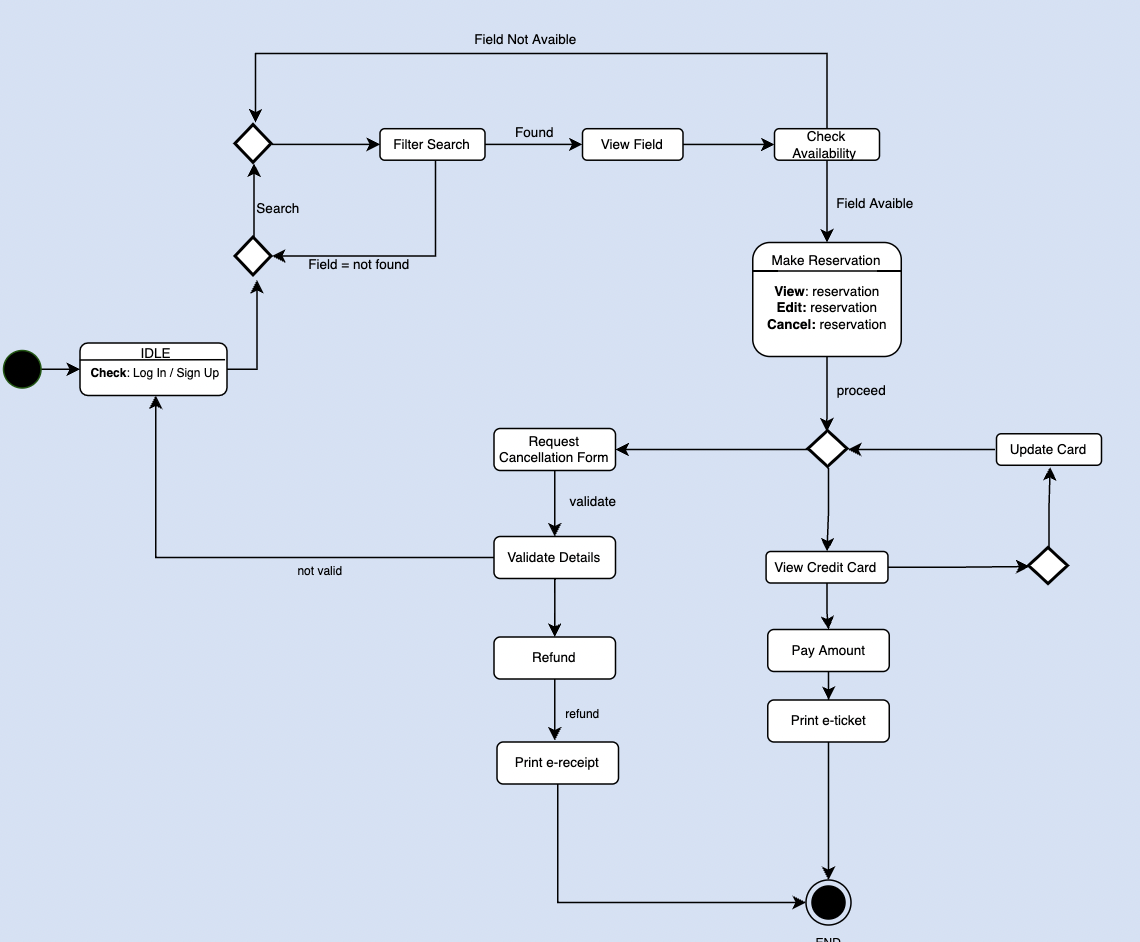 Field Not Avaible
Filter Search
Found
View Field
Check
Availability
Search
Field Avaible
Field = not found
Make Reservation
View: reservation
Edit: reservation
Cancel: reservation
IDLE
Check: Log In / Sign Up
proceed
Request
Cancellation Form
Update Card
validate
Validate Details
View Credit Card
not valid
Refund
Pay Amount
refund
Print e-ticket
Print e-receipt
END